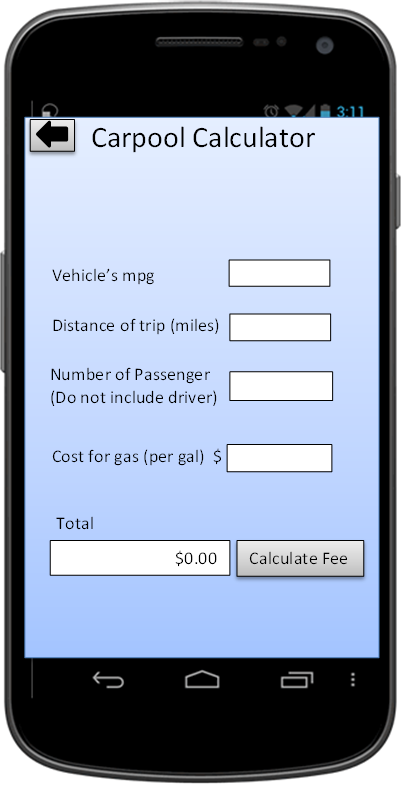 3:11
Carpool Calculator
Vehicle’s mpg
Distance of trip (miles)
Number of Passenger
(Do not include driver)
Cost for gas (per gal) $
Total
$0.00 Calculate Fee